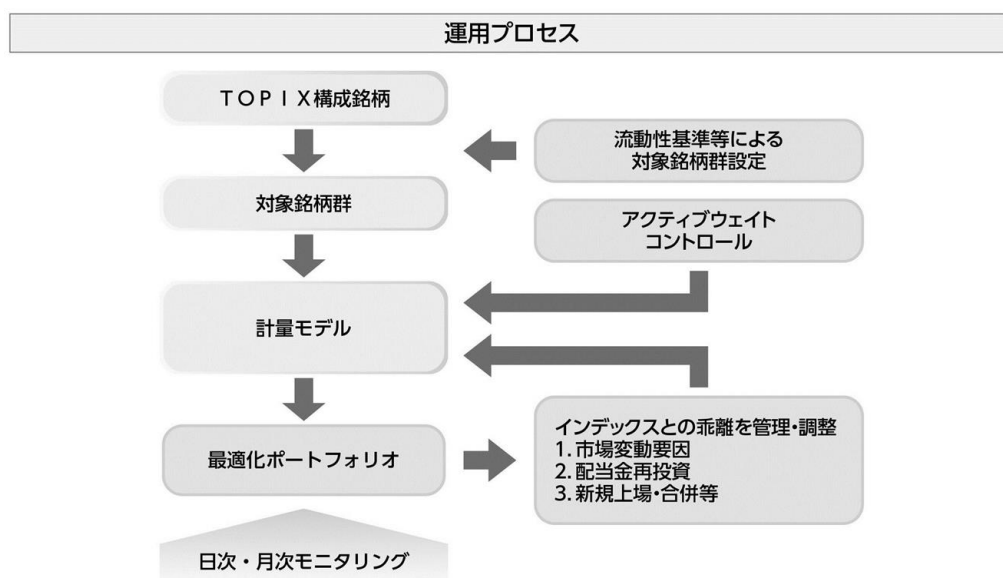 運用プロセス
ＴＯＰＩＸ構成銘柄
流動性基準等による
対象銘柄群設定
対象銘柄群
アクティブウェイト
コントロール
計量モデル
最適化ポートフォリオ
インデックスとの乖離を管理・調整
1. 市場変動要因
2. 配当金再投資
3. 新規上場・合併等
日次・月次モニタリング